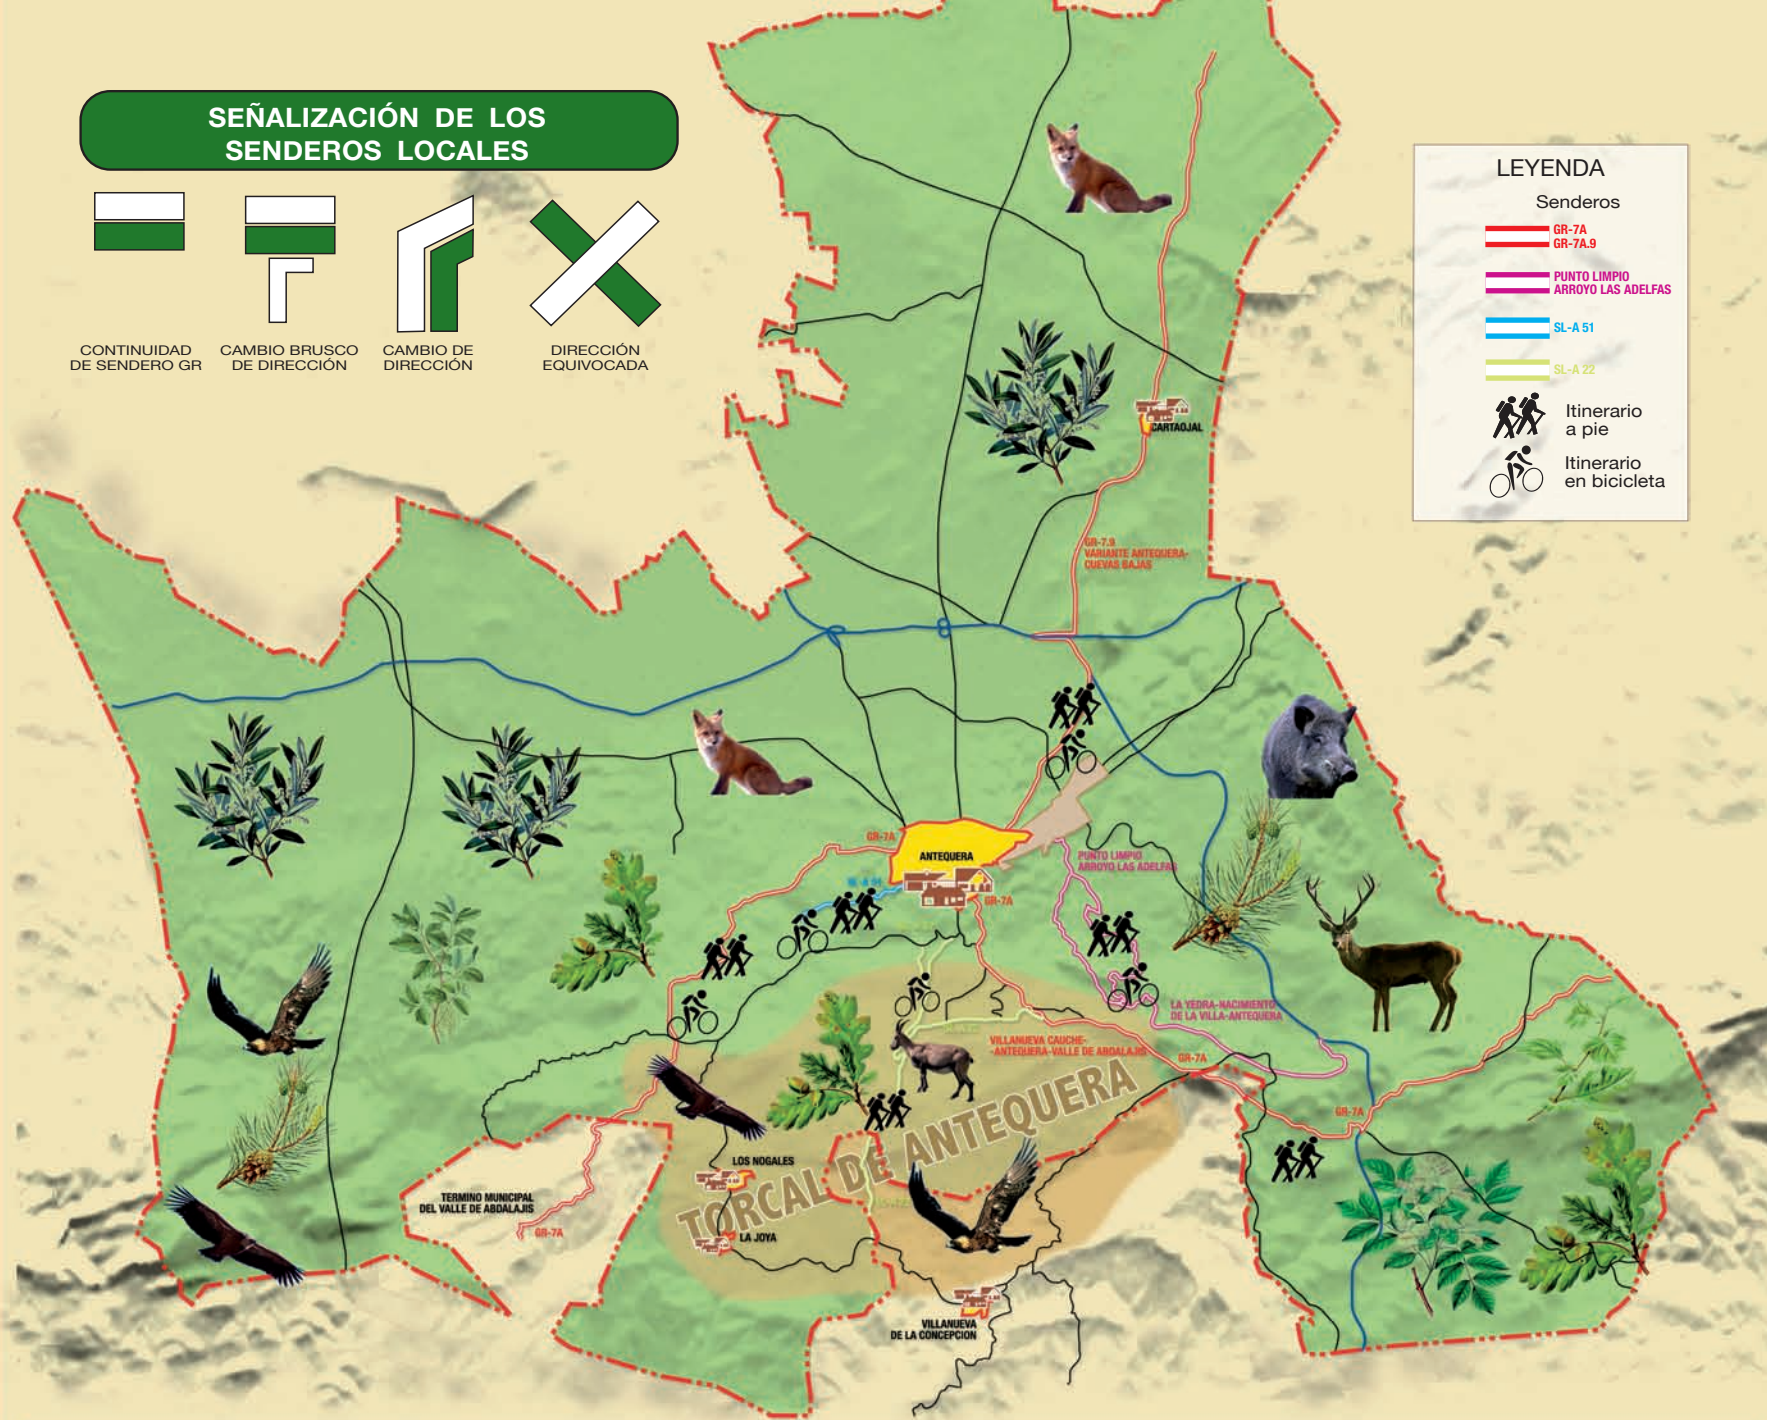 SEÑALIZACIÓN DE LOS
SENDEROS LOCALES
CONTINUIDAD
DE SENDERO GR
CAMBIO BRUSCO
DE DIRECCIÓN
CAMBIO DE
DIRECCIÓN
DIRECCIÓN
EQUIVOCADA
LEYENDA
Senderos
GR-7A
GR-7A.9
PUNTO LIMPIO
ARROYO LAS ADELFAS
SL-A 51
SL-A 22
Itinerario
a pie
Itinerario
en bicicleta
CARTAOJAL
GR-7.9
VARIANTE ANTEQUERA-
CUEVAS BAJAS
GR-7A
ANTEQUERA
PUNTO LIMPIO
ARROYO LAS ADELFAS
SL-A 51
GR-7A
LA YEDRA-NACIMIENTO
DE LA VILLA-ANTEQUERA
VILLANUEVA CAUCHE-
-ANTEQUERA-VALLE DE ABDALAJIS
GR-7A
GR-7A
TORCAL DE ANTEQUERA
LOS NOGALES
TERMINO MUNICIPAL
DEL VALLE DE ABDALAJIS
GR-7A
LA JOYA
VILLANUEVA
DE LA CONCEPCION